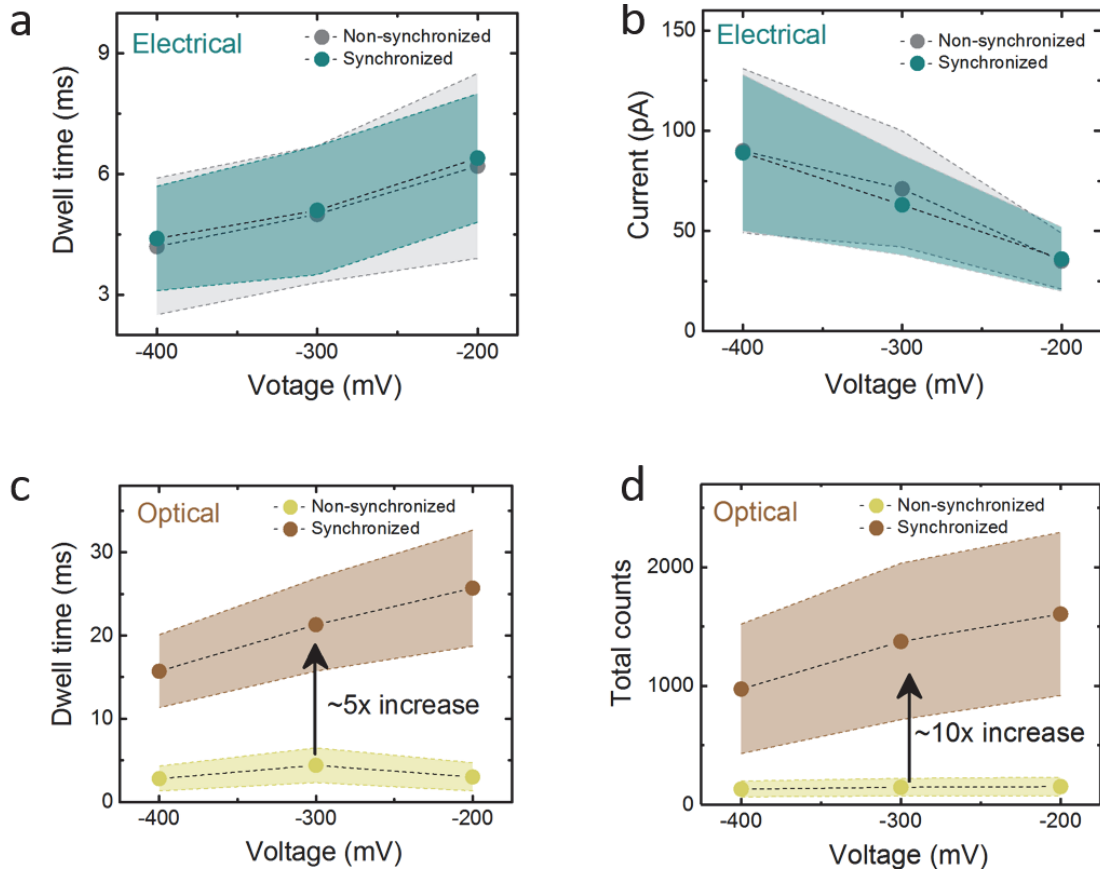 a
Electrical
Non-synchronized
Synchronized
Dwell time (ms)
9
6
3
-400
-300
-200
Votage (mV)
b
Electrical
Non-synchronized
Synchronized
Current (pA)
150
100
50
0
-400
-300
-200
Voltage (mV)
c
Optical
Non-synchronized
Synchronized
Dwell time (ms)
30
20
10
0
~5x increase
-400
-300
-200
Voltage (mV)
d
Optical
Non-synchronized
Synchronized
Total counts
2000
1000
0
~10x increase
-400
-300
-200
Voltage (mV)